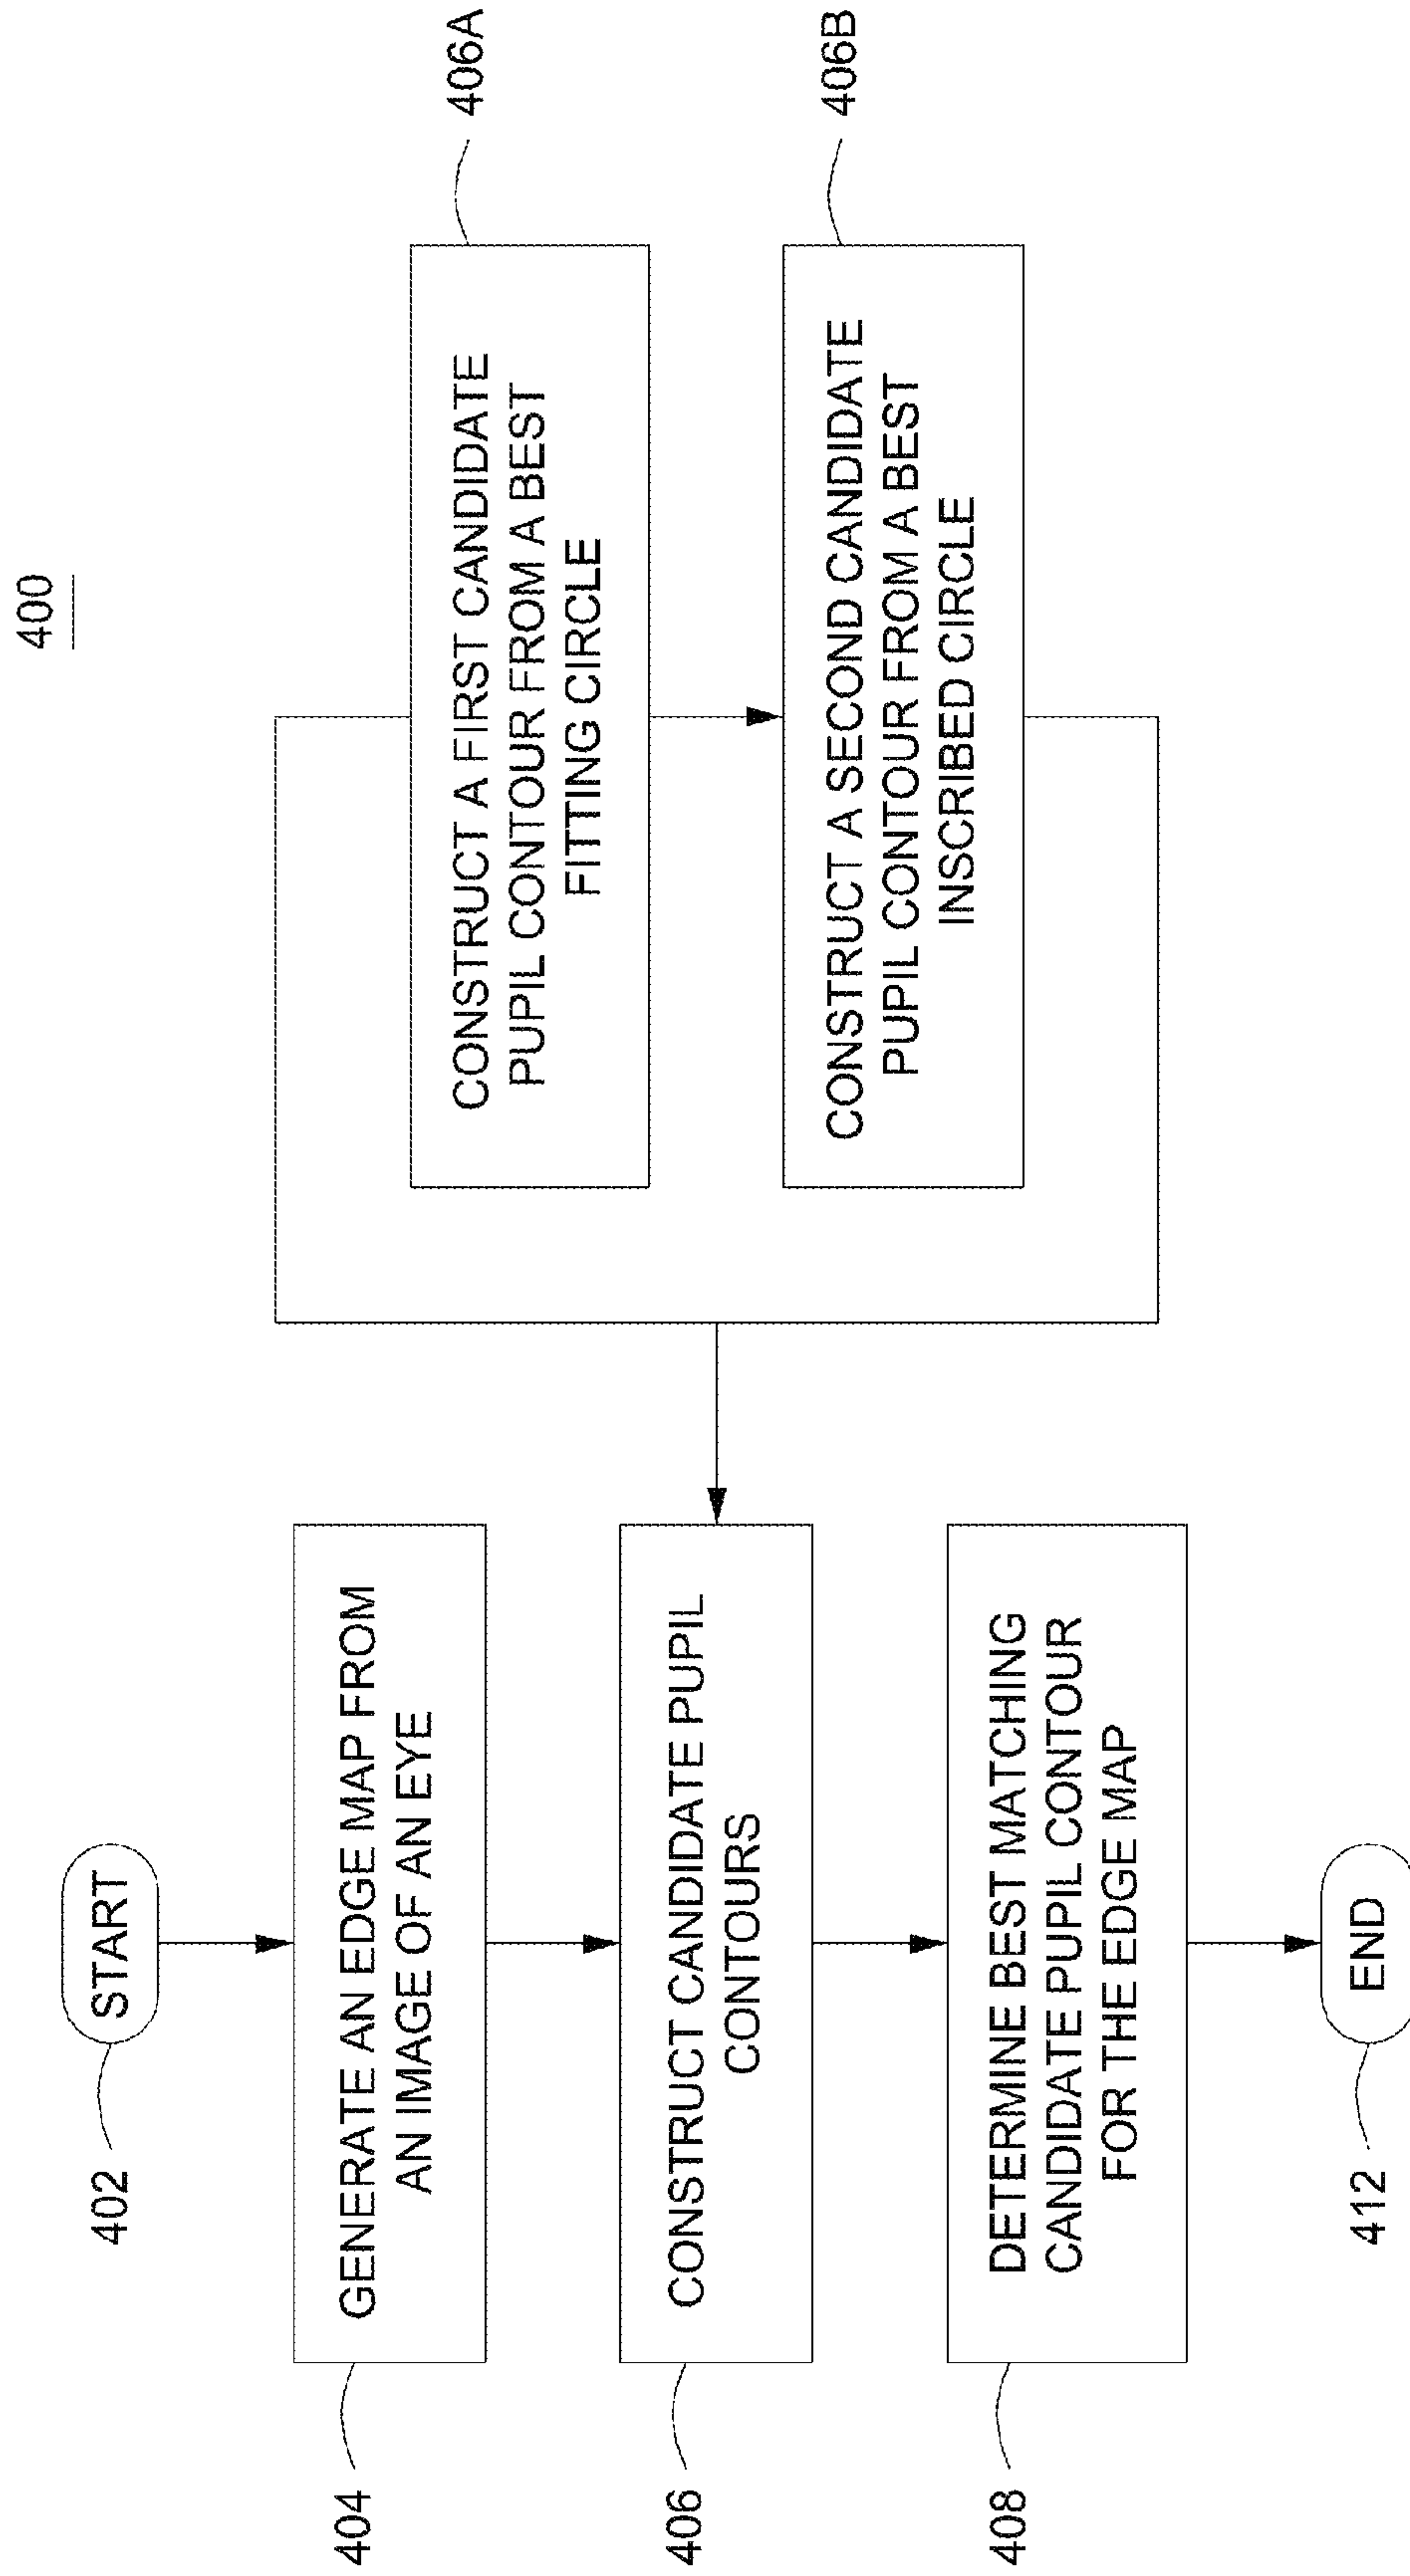 400
START
402
GENERATE AN EDGE MAP FROM
AN IMAGE OF AN EYE
404
CONSTRUCT CANDIDATE PUPIL
CONTOURS
406
DETERMINE BEST MATCHING
CANDIDATE PUPIL CONTOUR
FOR THE EDGE MAP
408
END
412
CONSTRUCT A FIRST CANDIDATE
PUPIL CONTOUR FROM A BEST
FITTING CIRCLE
406A
CONSTRUCT A SECOND CANDIDATE
PUPIL CONTOUR FROM A BEST
INSCRIBED CIRCLE
406B